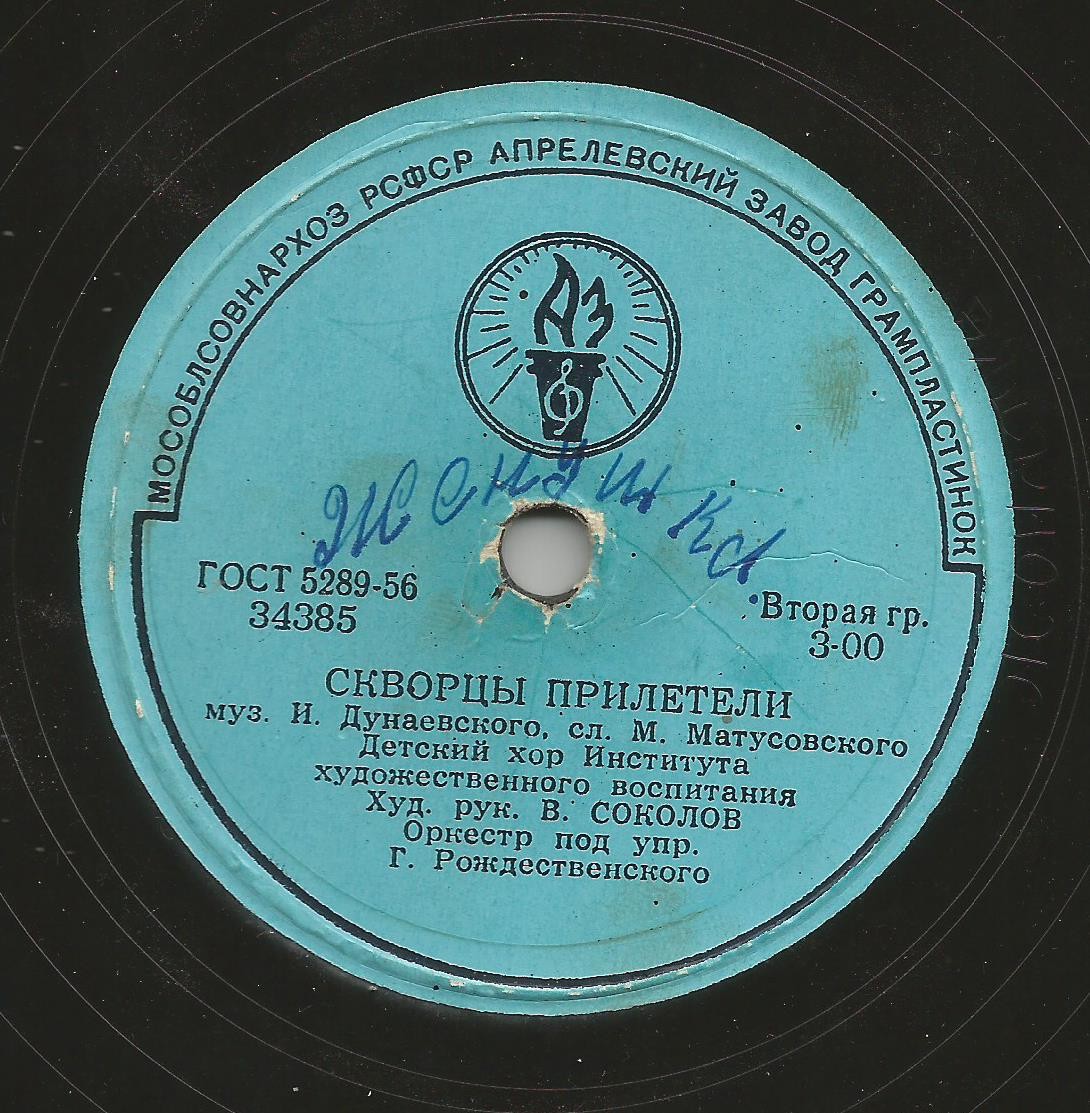 МОСОБЛСОВНАРХОЗ РСФСР АПРЕЛЕВСКИЙ ЗАВОД ГРАМПЛАСТИНОК
АЗ
ГОСТ 5289-56
34385
Вторая гр.
3-00
СКВОРЦЫ ПРИЛЕТЕЛИ
муз. И. Дунаевского, сл. М. Матусовского
Детский хор Института
художественного воспитания
Худ. рук. В. СОКОЛОВ
Оркестр под упр.
Г. Рождественского